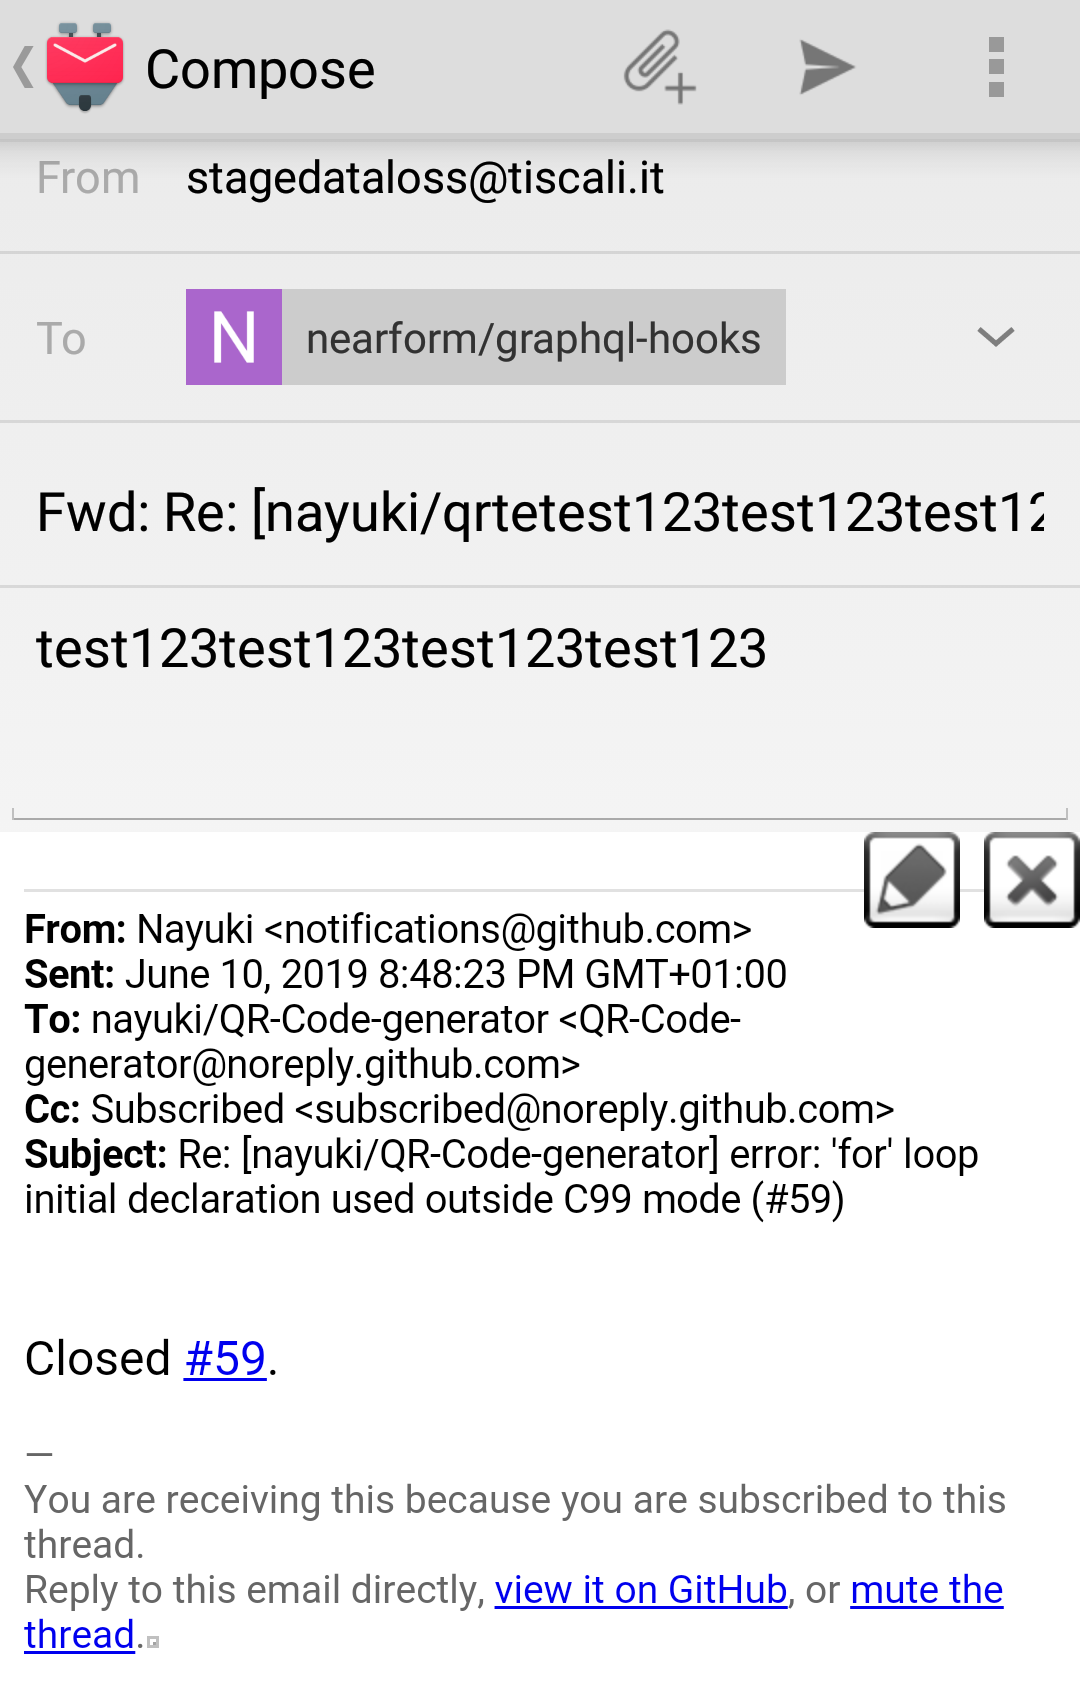 Compose
From stagedataloss@tiscali.it
To N nearform/graphql-hooks
Fwd: Re: [nayuki/qrtetest123test123test12
test123test123test123test123
From: Nayuki <notifications@github.com>
Sent: June 10, 2019 8:48:23 PM GMT+01:00
To: nayuki/QR-Code-generator <QR-Code-
generator@noreply.github.com>
Cc: Subscribed <subscribed@noreply.github.com>
Subject: Re: [nayuki/QR-Code-generator] error: 'for' loop
initial declaration used outside C99 mode (#59)
Closed #59.
—
You are receiving this because you are subscribed to this
thread.
Reply to this email directly, view it on GitHub, or mute the
thread.